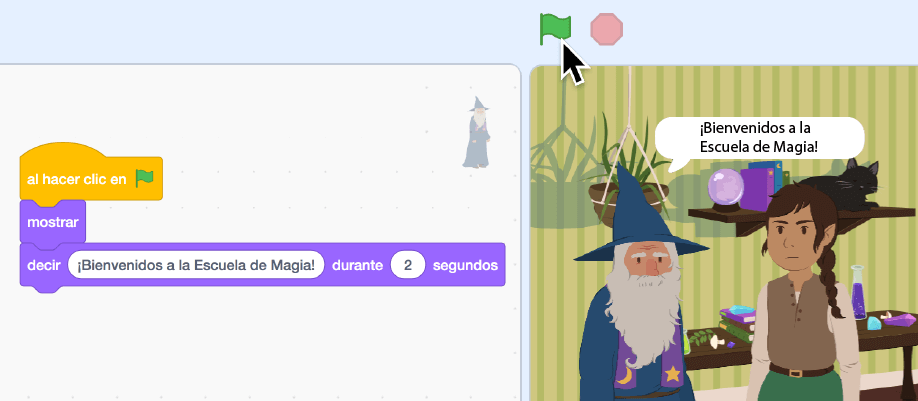 al hacer clic en
mostrar
decir ¡Bienvenidos a la Escuela de Magia! durante 2 segundos
¡Bienvenidos a la
Escuela de Magia!